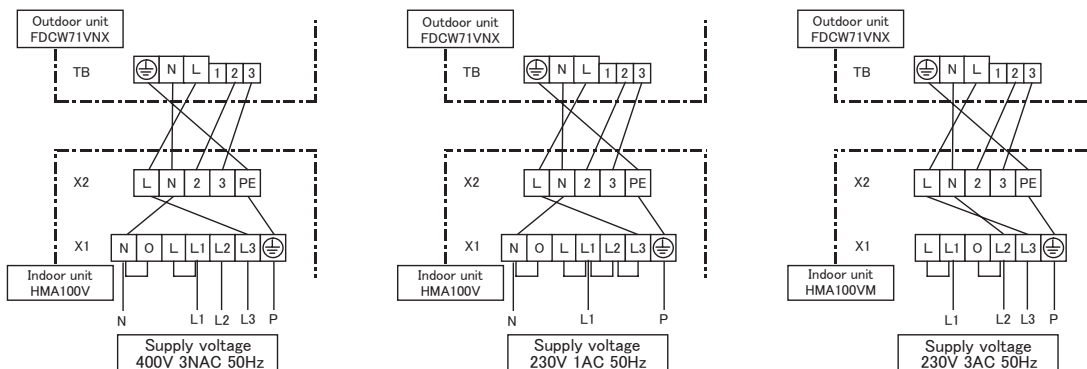 Outdoor unit
FDCW71VNX
TB
N L 1 2 3
X2
L N 2 3 PE
X1
N O L L1 L2 L3
Indoor unit
HMA100V
N L1 L2 L3 P
Supply voltage
400V 3NAC 50Hz
Outdoor unit
FDCW71VNX
TB
N L 1 2 3
X2
L N 2 3 PE
X1
N O L L1 L2 L3
Indoor unit
HMA100V
N L1 P
Supply voltage
230V 1AC 50Hz
Outdoor unit
FDCW71VNX
TB
N L 1 2 3
X2
L N 2 3 PE
X1
L L1 O L2 L3
Indoor unit
HMA100VM
L1 L2 L3 P
Supply voltage
230V 3AC 50Hz